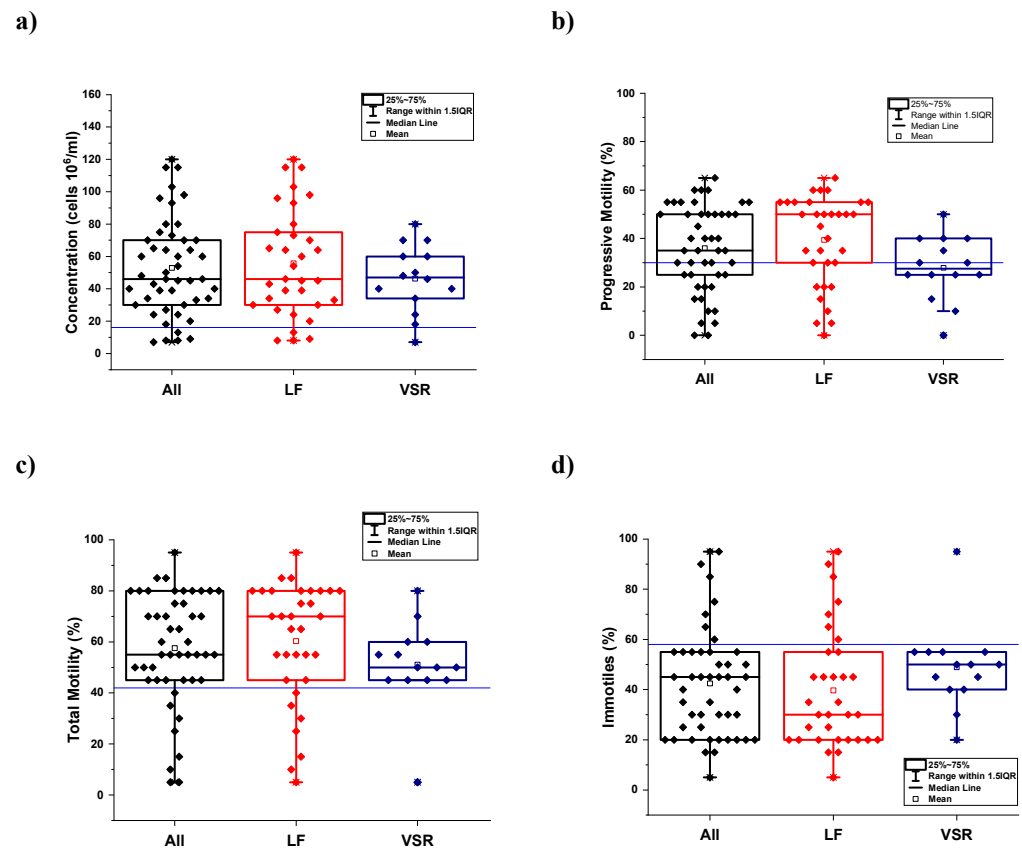 a)
25%~75%
Range within 1.5IQR
Median Line
Mean
Concentration (cells 10⁶/ml)
160
140
120
100
80
60
40
20
0
All LF VSR
b)
25%~75%
Range within 1.5IQR
Median Line
Mean
Progressive Motility (%)
100
80
60
40
20
0
All LF VSR
c)
25%~75%
Range within 1.5IQR
Median Line
Mean
Total Motility (%)
100
80
60
40
20
0
All LF VSR
d)
Immotiles (%)
100
80
60
40
20
0
25%~75%
Range within 1.5IQR
Median Line
Mean
All LF VSR